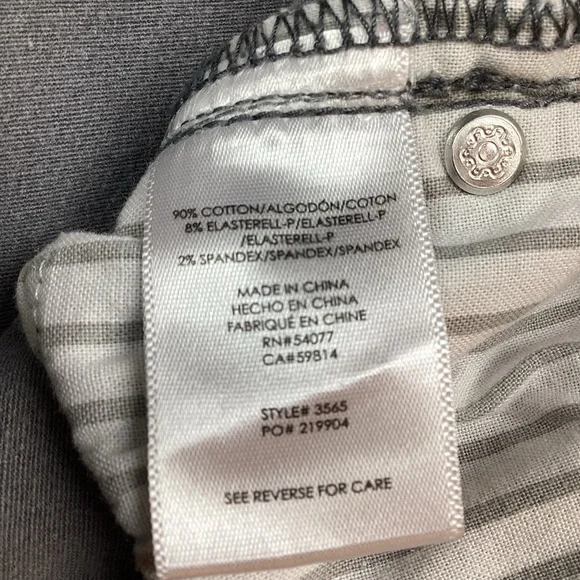 90% COTTON/ALGODÓN/COTON
8% ELASTERELL-P/ELASTERELL-P
/ELASTERELL-P
2% SPANDEX/SPANDEX/SPANDEX
MADE IN CHINA
HECHO EN CHINA
FABRIQUÉ EN CHINE
RN#54077
CA#59814
STYLE# 3565
PO# 219904
SEE REVERSE FOR CARE